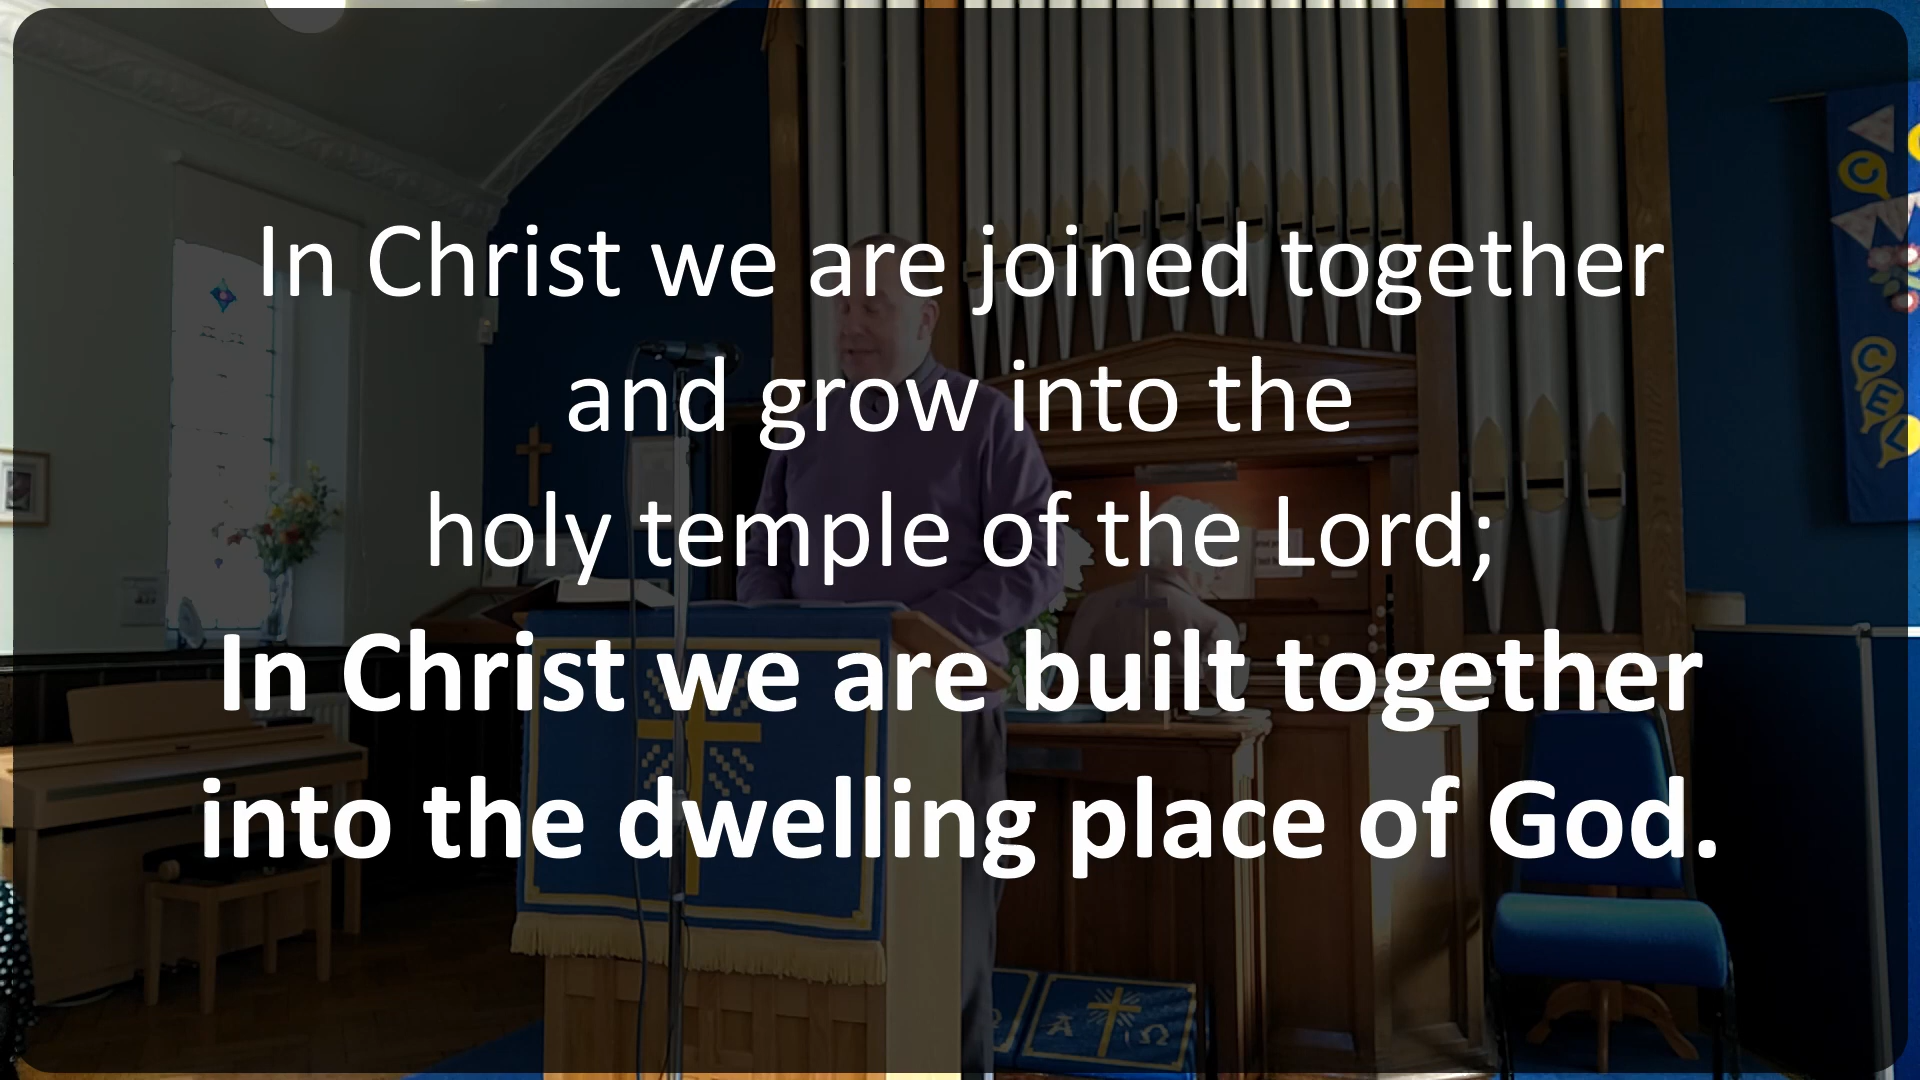 In Christ we are joined together
and grow into the
holy temple of the Lord;
In Christ we are built together
into the dwelling place of God.
C
C
E
L
Α
Ω
Ω